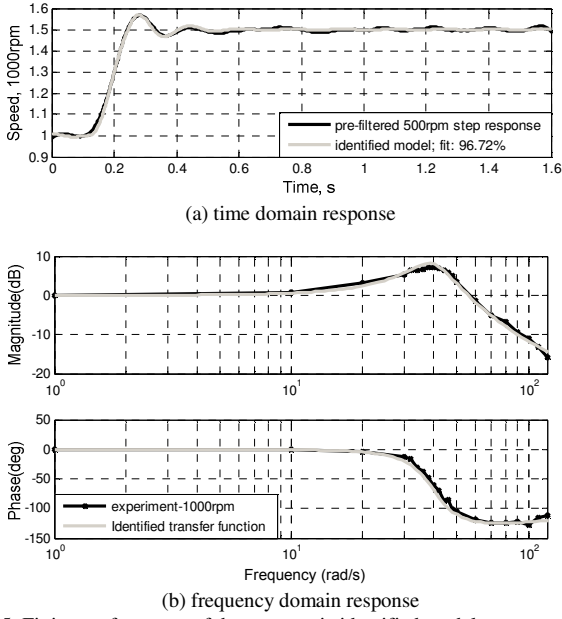 1.6
1.5
1.4
1.3
1.2
1.1
1
0.9
Speed, 1000rpm
pre-filtered 500rpm step response
identified model; fit: 96.72%
0 0.2 0.4 0.6 0.8 1 1.2 1.4 1.6
Time, s
(a) time domain response
10
0
-10
-20
Magnitude(dB)
10^0 10^1 10^2
50
0
-50
-100
-150
Phase(deg)
experiment-1000rpm
Identified transfer function
10^0 10^1 10^2
Frequency (rad/s)
(b) frequency domain response